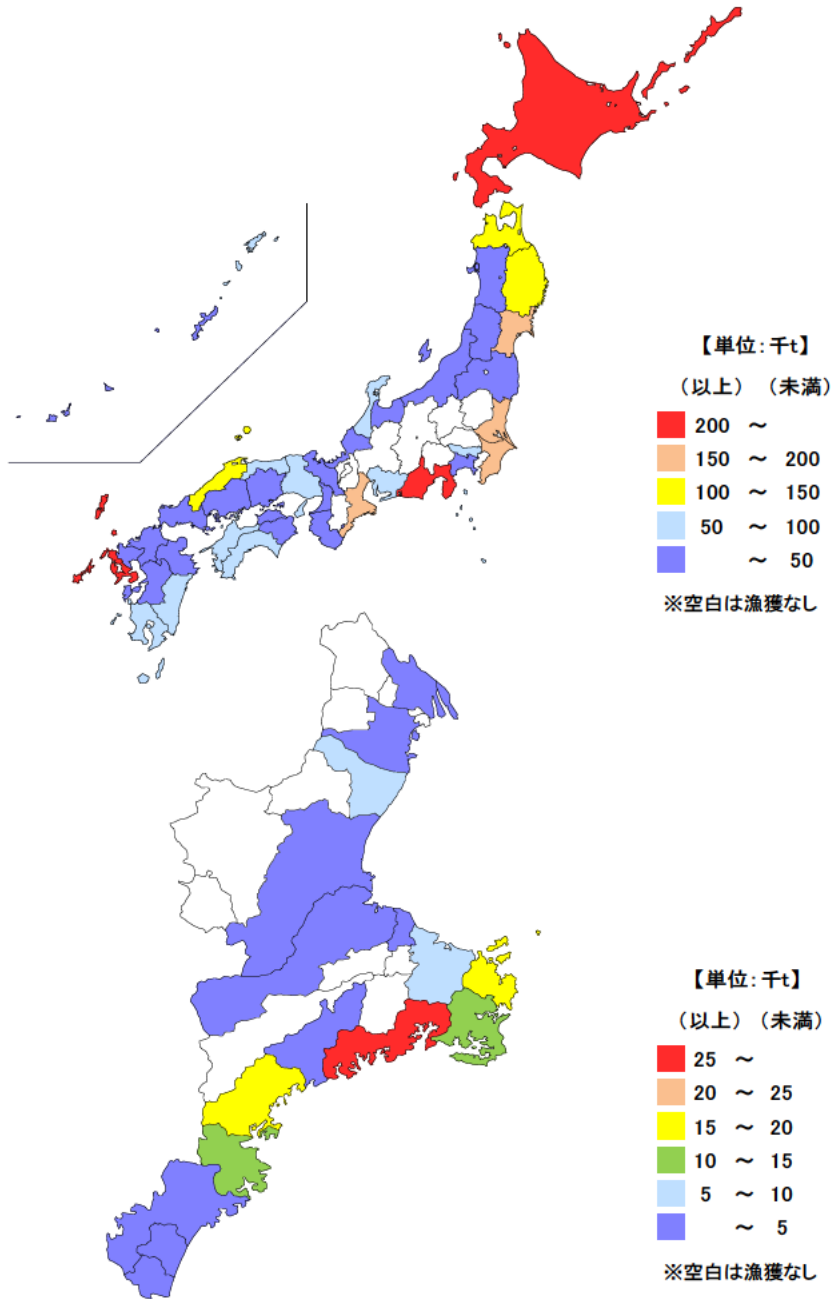 【単位：千t】
（以上）（未満）
200 ～
150 ～ 200
100 ～ 150
50 ～ 100
～ 50
※空白は漁獲なし
【単位：千t】
（以上）（未満）
25 ～
20 ～ 25
15 ～ 20
10 ～ 15
5 ～ 10
～ 5
※空白は漁獲なし